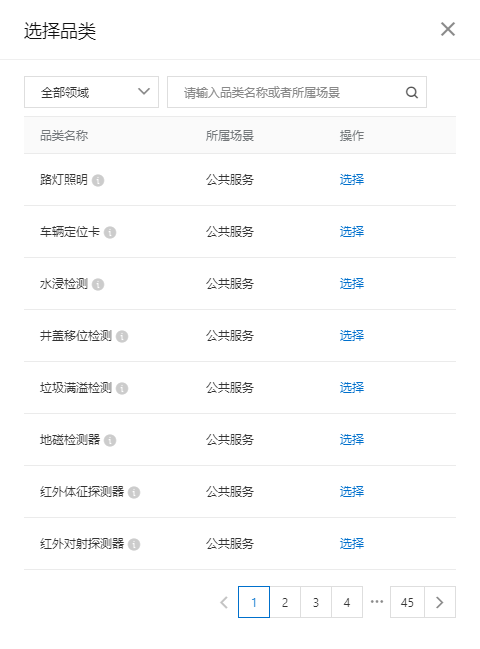 选择品类
全部领域 请输入品类名称或者所属场景
品类名称 所属场景 操作
路灯照明 公共服务 选择
车辆定位卡 公共服务 选择
水浸检测 公共服务 选择
井盖移位检测 公共服务 选择
垃圾满溢检测 公共服务 选择
地磁检测器 公共服务 选择
红外体征探测器 公共服务 选择
红外对射探测器 公共服务 选择
1 2 3 4 ••• 45